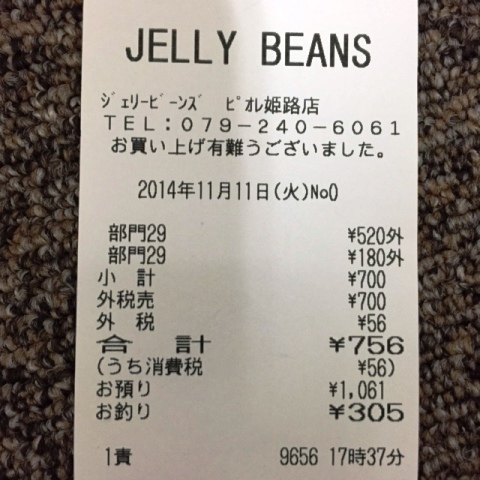 JELLY BEANS
ｼﾞｪﾘｰﾋﾞｰﾝｽﾞ ﾋﾟｵﾚ姫路店
ＴＥＬ：０７９－２４０－６０６１
お買い上げ有難うございました。
2014年11月11日(火)No0
部門29 ¥520外
部門29 ¥180外
小 計 ¥700
外税売 ¥700
外 税 ¥56
合 計 ¥756
(うち消費税 ¥56)
お預り ¥1,061
お釣り ¥305
1責 9656 17時37分